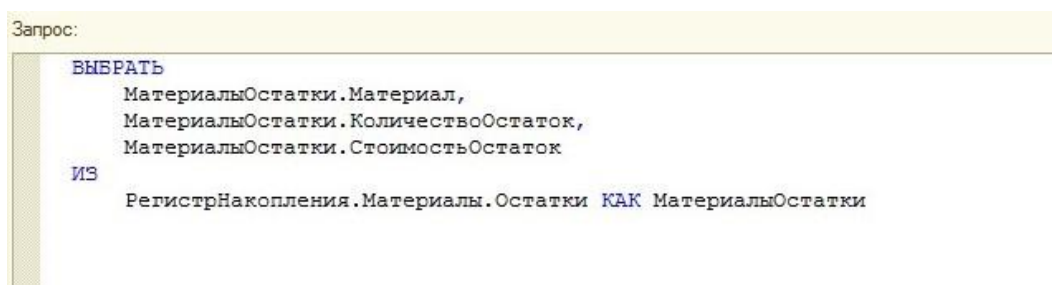 Запрос:
ВЫБРАТЬ
МатериалыОстатки.Материал,
МатериалыОстатки.КоличествоОстаток,
МатериалыОстатки.СтоимостьОстаток
ИЗ
РегистрНакопления.Материалы.Остатки КАК МатериалыОстатки